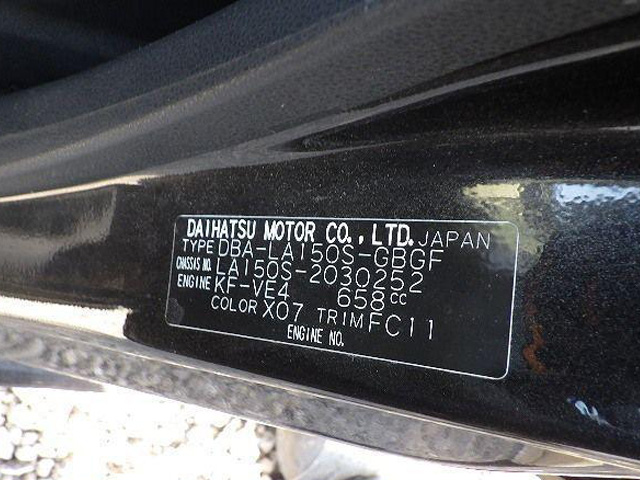 DAIHATSU MOTOR CO., LTD. JAPAN
TYPE DBA-LA150S-GBGF
CHASSIS NO. LA150S-2030252
ENGINE KF-VE4 658cc
COLOR X07 TRIM FC11
ENGINE NO.